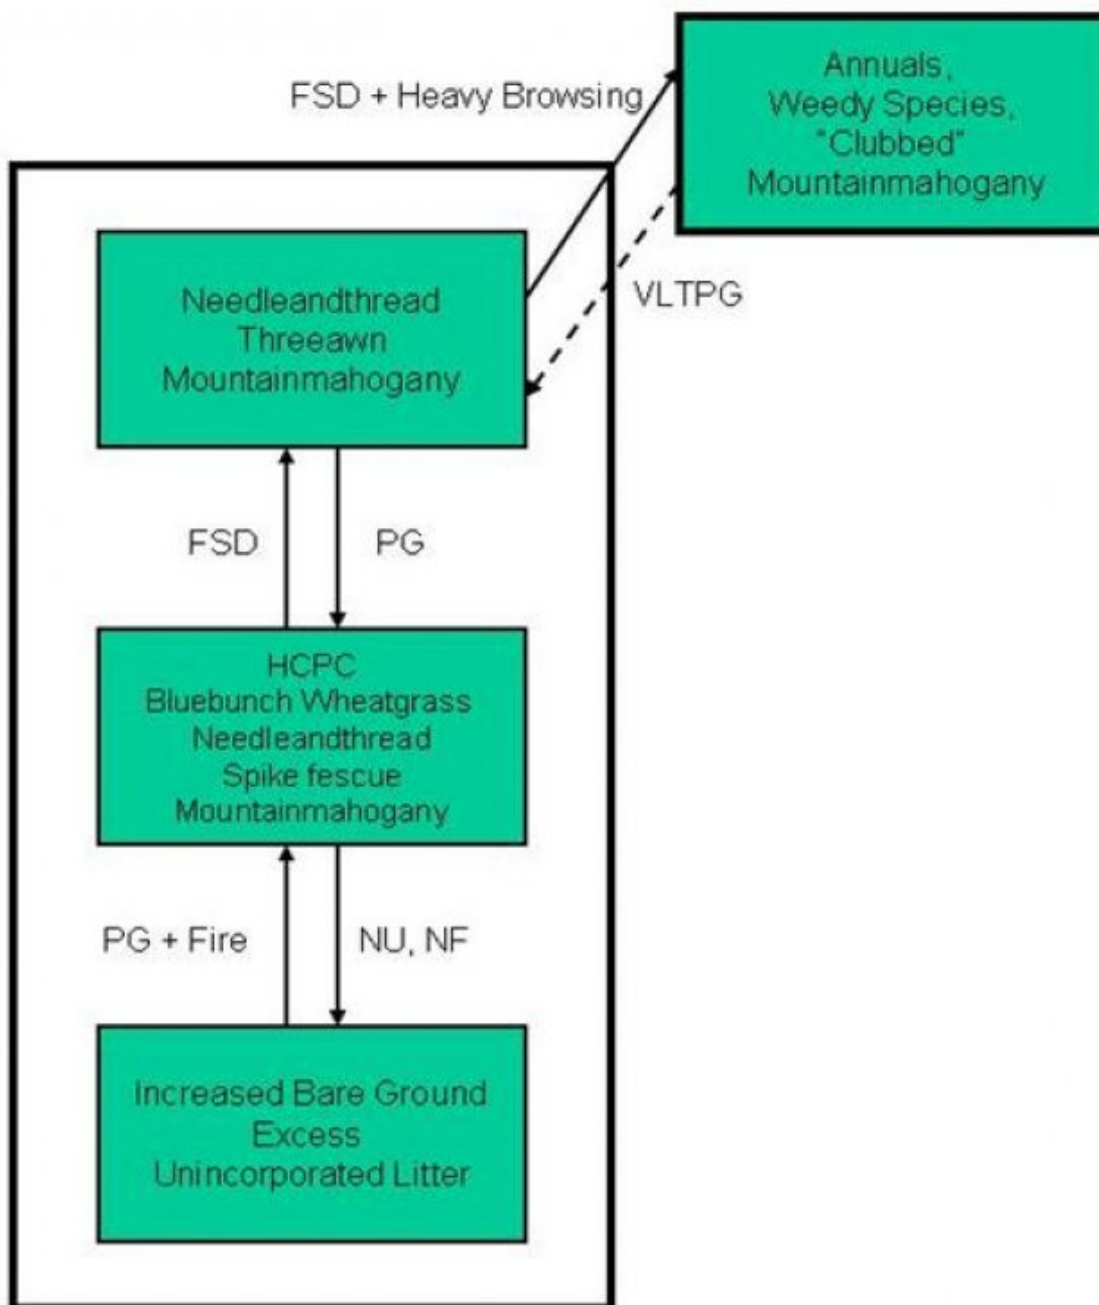 FSD + Heavy Browsing
Annuals,
Weedy Species,
"Clubbed"
Mountainmahogany
Needleandthread
Threeawn
Mountainmahogany
VLTPG
FSD
PG
HCPC
Bluebunch Wheatgrass
Needleandthread
Spike fescue
Mountainmahogany
PG + Fire
NU, NF
Increased Bare Ground
Excess
Unincorporated Litter